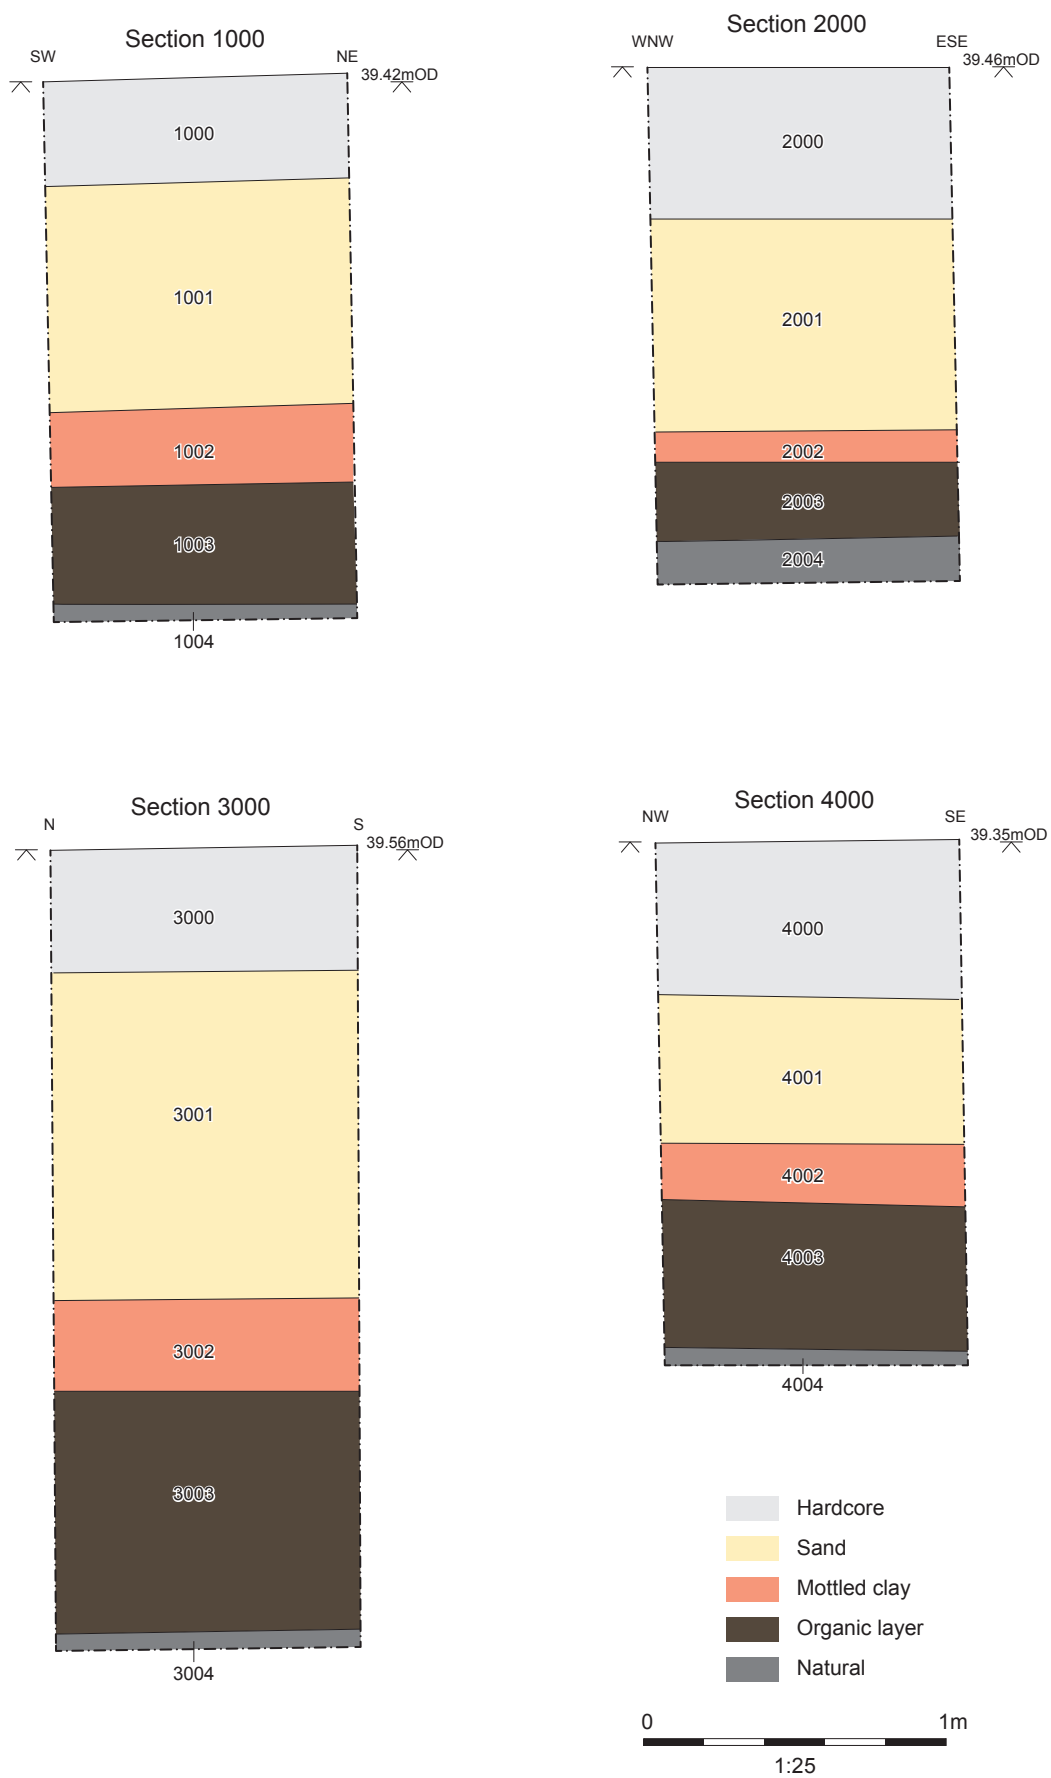 Section 1000
SW
NE
39.42mOD
1000
1001
1002
1003
1004
Section 2000
WNW
ESE
39.46mOD
2000
2001
2002
2003
2004
Section 3000
N
S
39.56mOD
3000
3001
3002
3003
3004
Section 4000
NW
SE
39.35mOD
4000
4001
4002
4003
4004
Hardcore
Sand
Mottled clay
Organic layer
Natural
0
1m
1:25